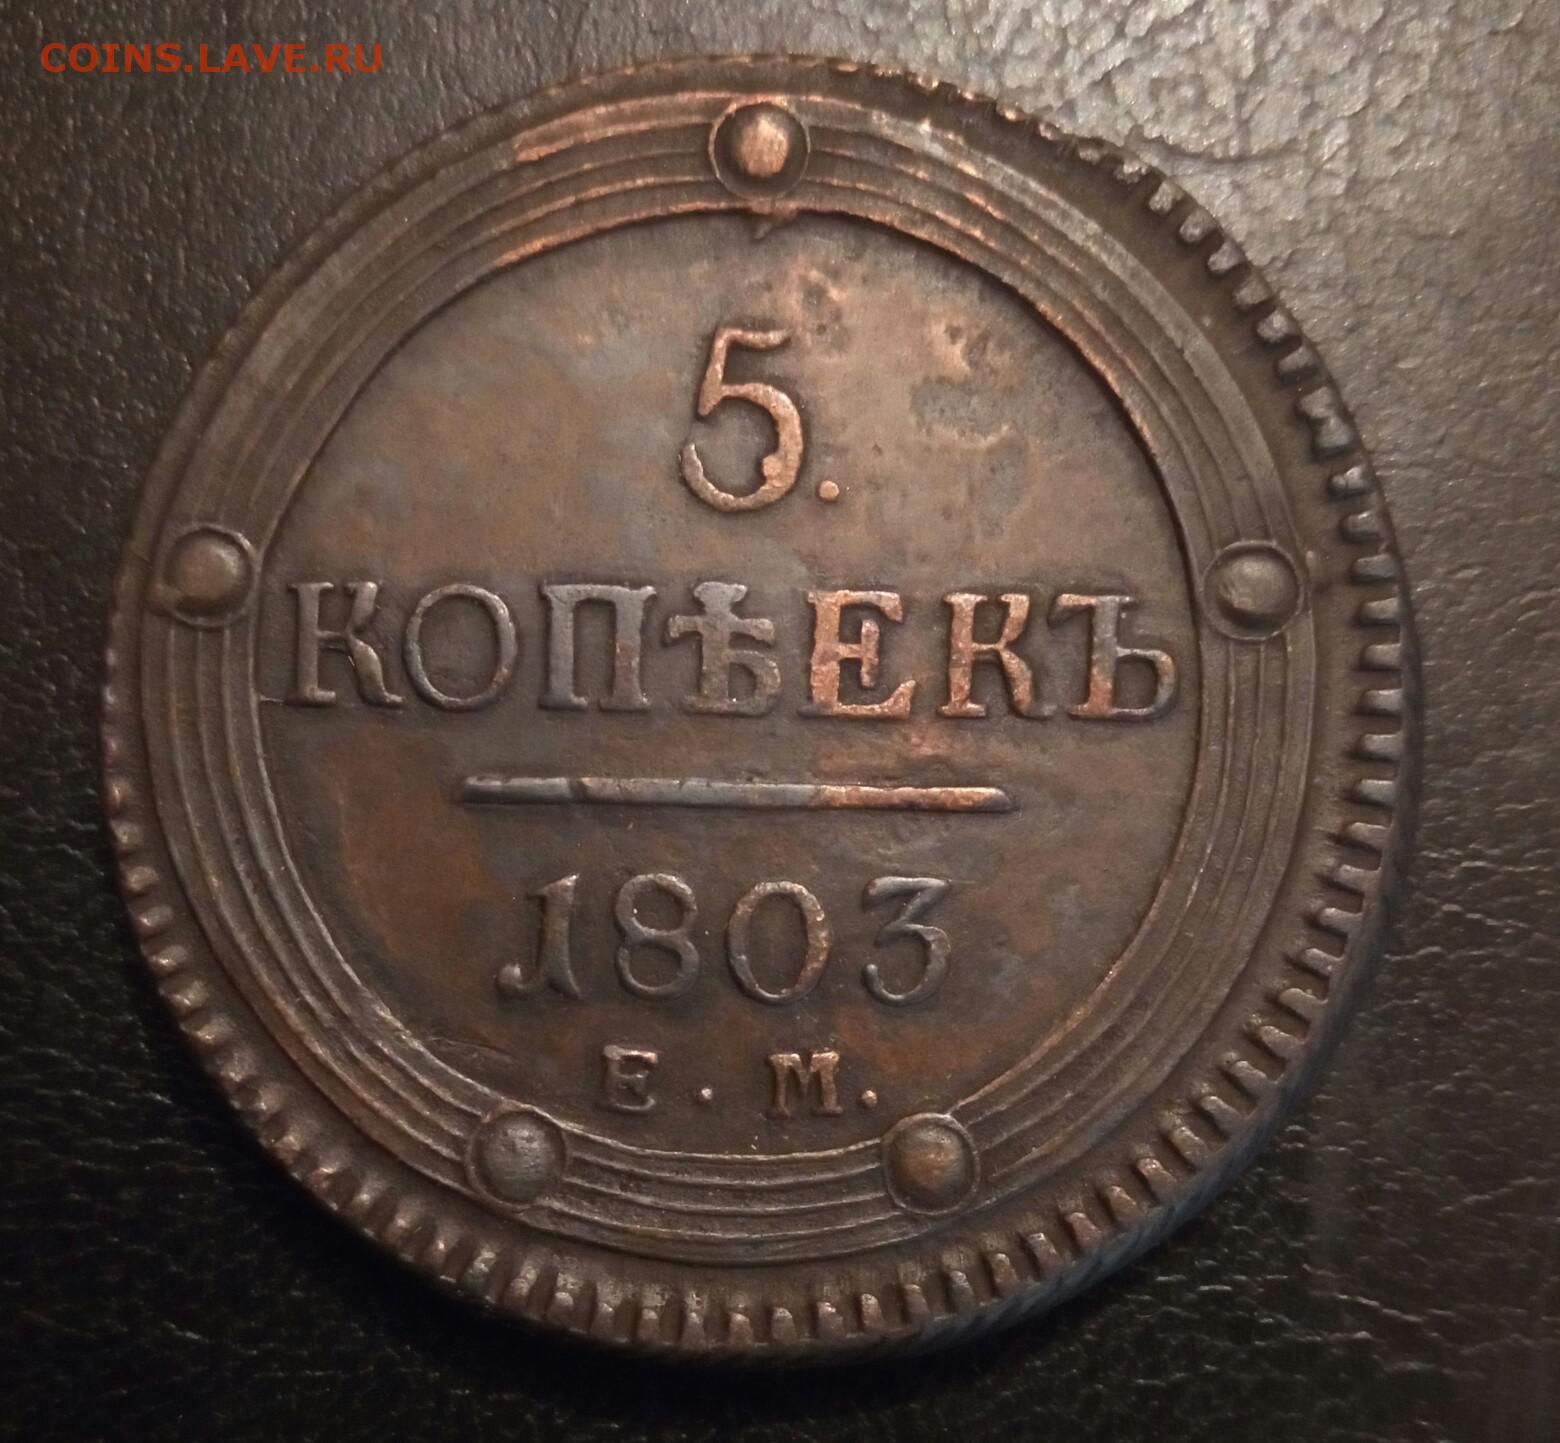 COINS.LAVE.RU
5.
КОПѢЕКЪ
1803
Е. М.